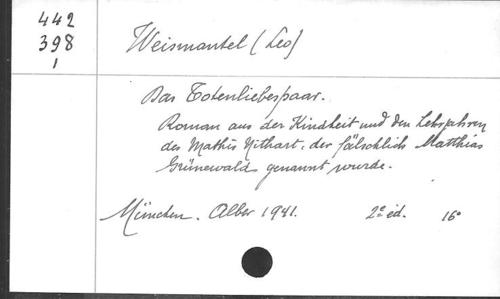 442
398
1
Weismantel (Leo)
Das Totenliebespaar.
Roman aus der Kindheit und den Lehrjahren
des Mathis Nithart, der fälschlich Matthias
Grünewald genannt wurde.
München. Alber 1941. 2e éd. 16°